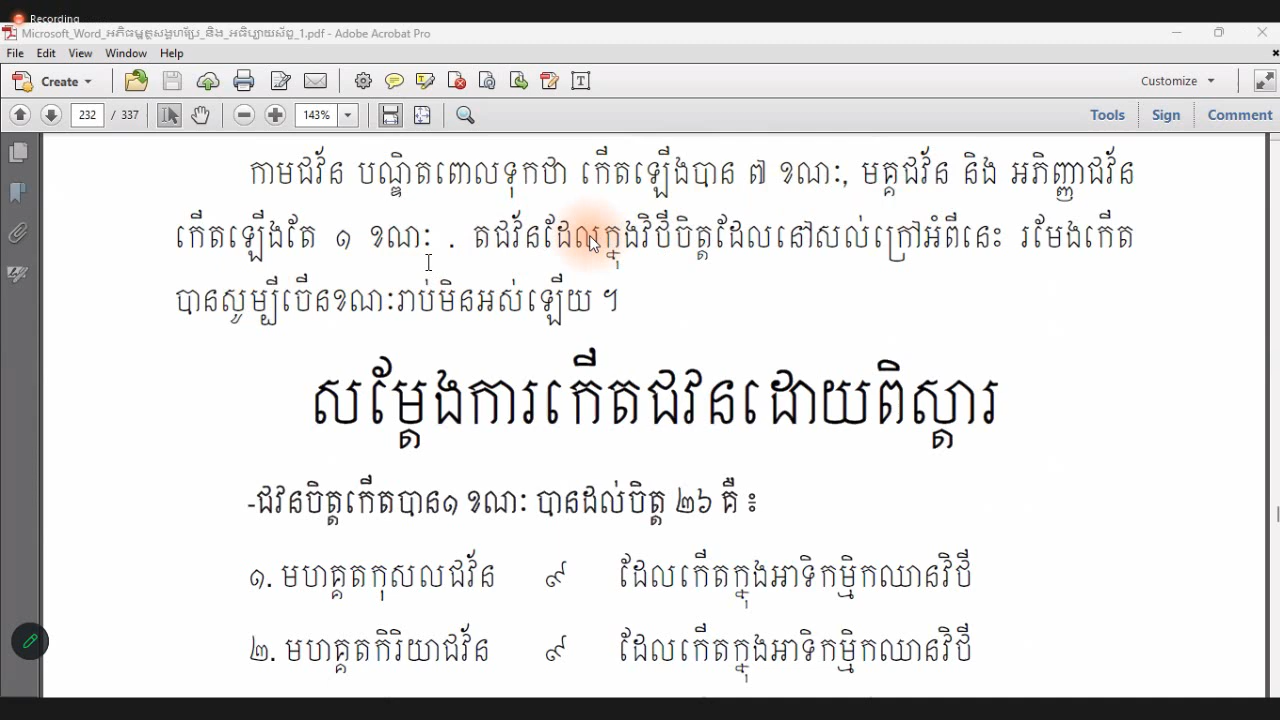 Recording
Microsoft_Word_អភិធម្មត្ថសង្គហប្រែ_និង_អធិប្បាយស័ព្ទ_1.pdf - Adobe Acrobat Pro
File Edit View Window Help
Create Customize
232 / 337 143% Tools Sign Comment
កាមជវ័ន បណ្ឌិតពោលទុកថា កើតឡើងបាន ៧ ខណៈ, មគ្គជវ័ន និង អភិញ្ញាជវ័ន
កើតឡើងតែ ១ ខណៈ . តជវ័នដែលក្នុងវិថីចិត្តដែលនៅសល់ក្រៅអំពីនេះ រមែងកើត
បានសូម្បីច្រើនខណៈរាប់មិនអស់ឡើយ ។
សម្ដែងការកើតជវនដោយពិស្ដារ
-ជវនចិត្តកើតបាន១ ខណៈ បានដល់ចិត្ត ២៦ គឺ ៖
១. មហគ្គតកុសលជវ័ន ៩ ដែលកើតក្នុងអាទិកម្មិកឈានវិថី
២. មហគ្គតកិរិយាជវ័ន ៩ ដែលកើតក្នុងអាទិកម្មិកឈានវិថី